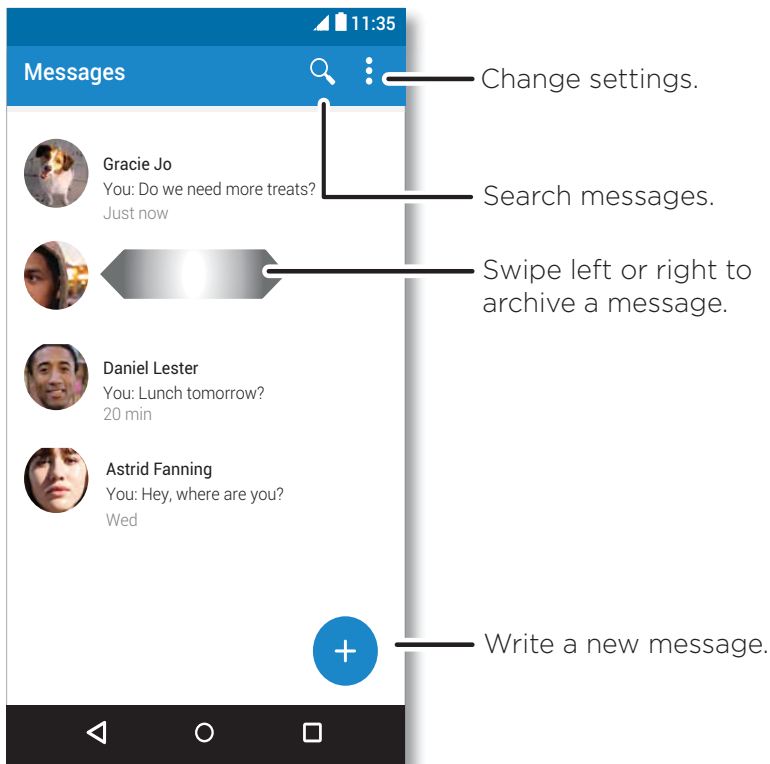 11:35
Messages
Change settings.
Gracie Jo
You: Do we need more treats?
Just now
Search messages.
Swipe left or right to
archive a message.
Daniel Lester
You: Lunch tomorrow?
20 min
Astrid Fanning
You: Hey, where are you?
Wed
+
Write a new message.